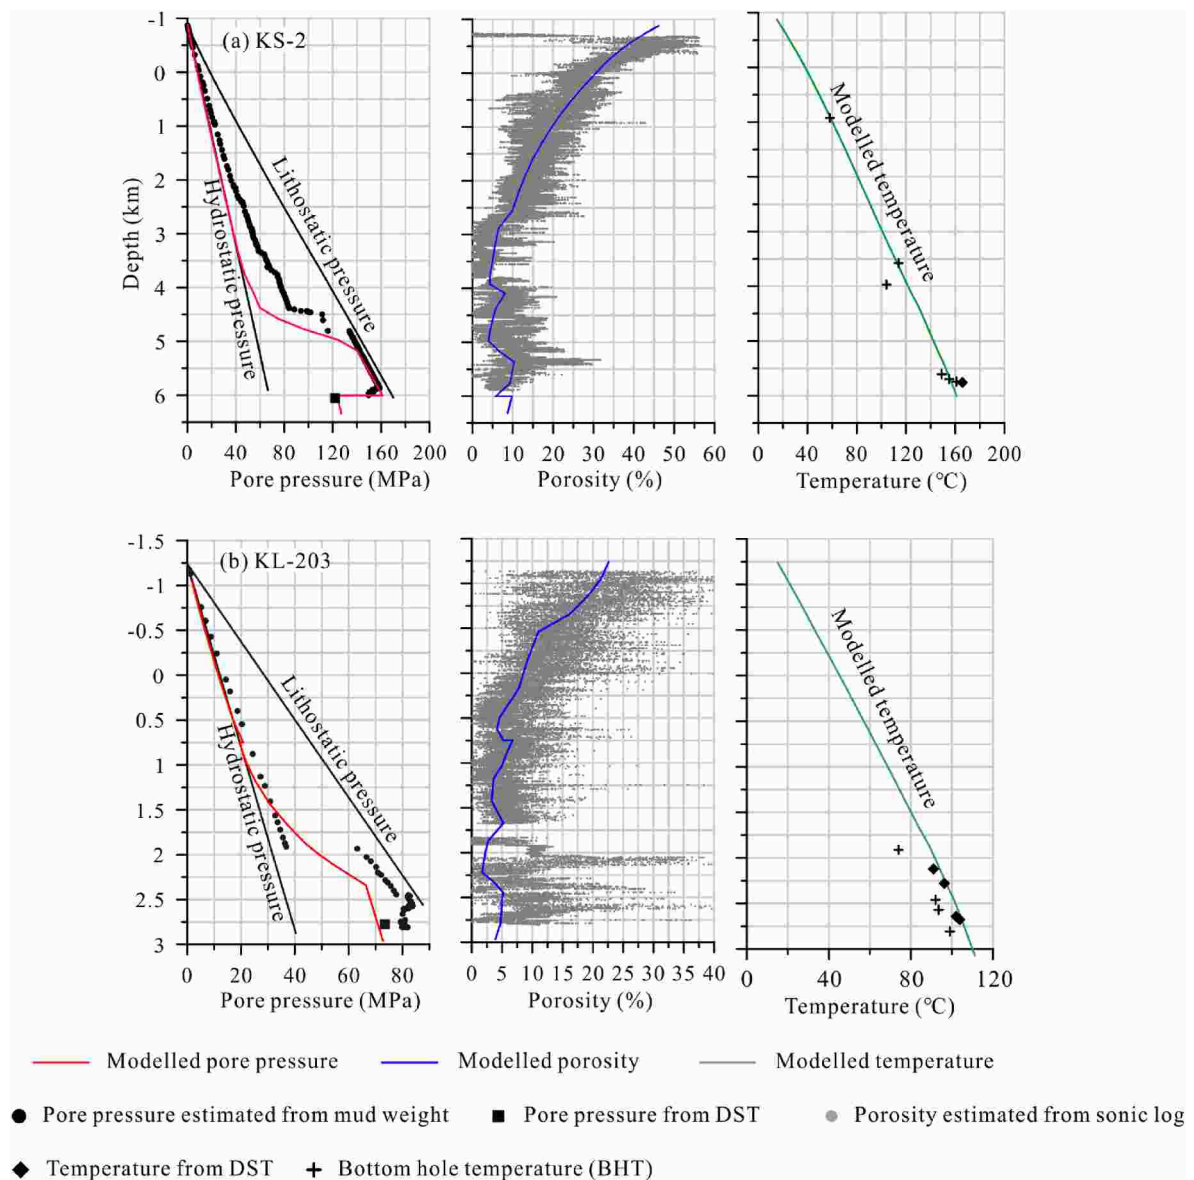 (a) KS-2
-1
0
1
2
3
4
5
6
Depth (km)
Lithostatic pressure
Hydrostatic pressure
Modelled temperature
0 40 80 120 160 200
0 10 20 30 40 50 60
0 40 80 120 160 200
Pore pressure (MPa)
Porosity (%)
Temperature (℃)
(b) KL-203
-1.5
-1
-0.5
0
0.5
1
1.5
2
2.5
3
Lithostatic pressure
Hydrostatic pressure
Modelled temperature
0 20 40 60 80
0 5 10 15 20 25 30 35 40
0 40 80 120
Pore pressure (MPa)
Porosity (%)
Temperature (℃)
Modelled pore pressure
Modelled porosity
Modelled temperature
Pore pressure estimated from mud weight
Pore pressure from DST
Porosity estimated from sonic log
Temperature from DST
Bottom hole temperature (BHT)